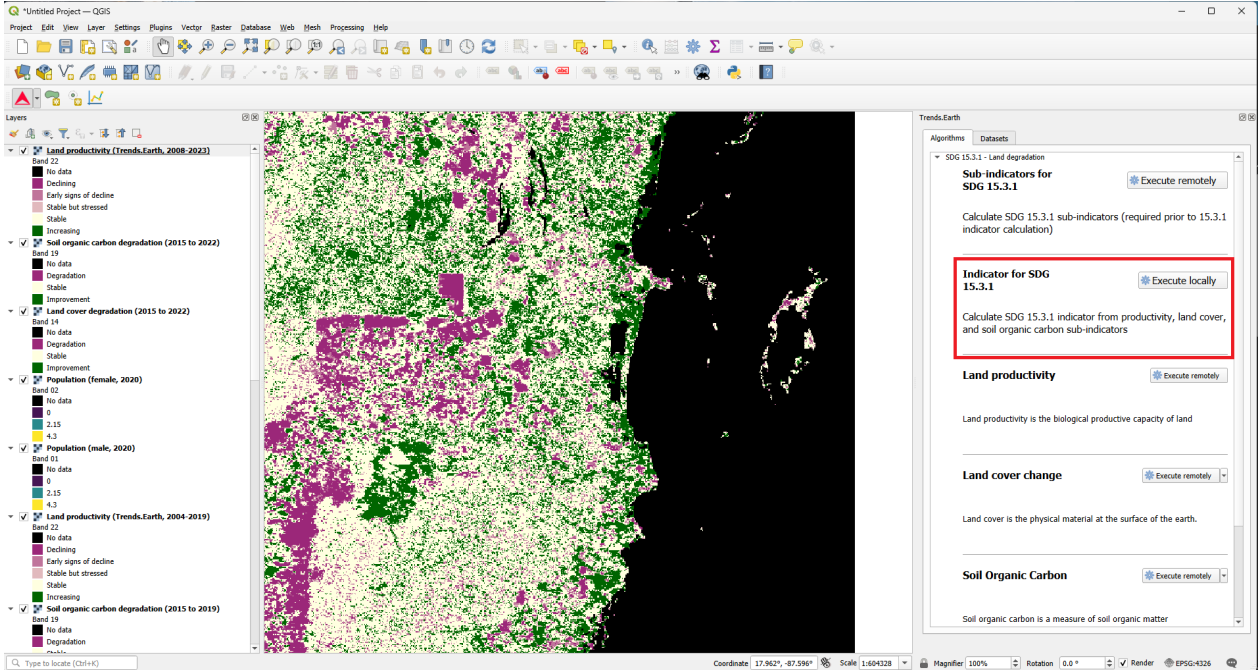 *Untitled Project — QGIS
Project Edit View Layer Settings Plugins Vector Raster Database Web Mesh Processing Help
Layers
Land productivity (Trends.Earth, 2008-2023)
Band 22
No data
Declining
Early signs of decline
Stable but stressed
Stable
Increasing
Soil organic carbon degradation (2015 to 2022)
Band 19
No data
Degradation
Stable
Improvement
Land cover degradation (2015 to 2022)
Band 14
No data
Degradation
Stable
Improvement
Population (female, 2020)
Band 02
No data
0
2.15
4.3
Population (male, 2020)
Band 01
No data
0
2.15
4.3
Land productivity (Trends.Earth, 2004-2019)
Band 22
No data
Declining
Early signs of decline
Stable but stressed
Stable
Increasing
Soil organic carbon degradation (2015 to 2019)
Band 19
No data
Degradation
Trends.Earth
Algorithms Datasets
SDG 15.3.1 - Land degradation
Sub-indicators for
SDG 15.3.1
Execute remotely
Calculate SDG 15.3.1 sub-indicators (required prior to 15.3.1
indicator calculation)
Indicator for SDG
15.3.1
Execute locally
Calculate SDG 15.3.1 indicator from productivity, land cover,
and soil organic carbon sub-indicators
Land productivity
Execute remotely
Land productivity is the biological productive capacity of land
Land cover change
Execute remotely
Land cover is the physical material at the surface of the earth.
Soil Organic Carbon
Execute remotely
Soil organic carbon is a measure of soil organic matter
Type to locate (Ctrl+K)
Coordinate 17.962°, -87.596° Scale 1:604328 Magnifier 100% Rotation 0.0 ° Render EPSG:4326